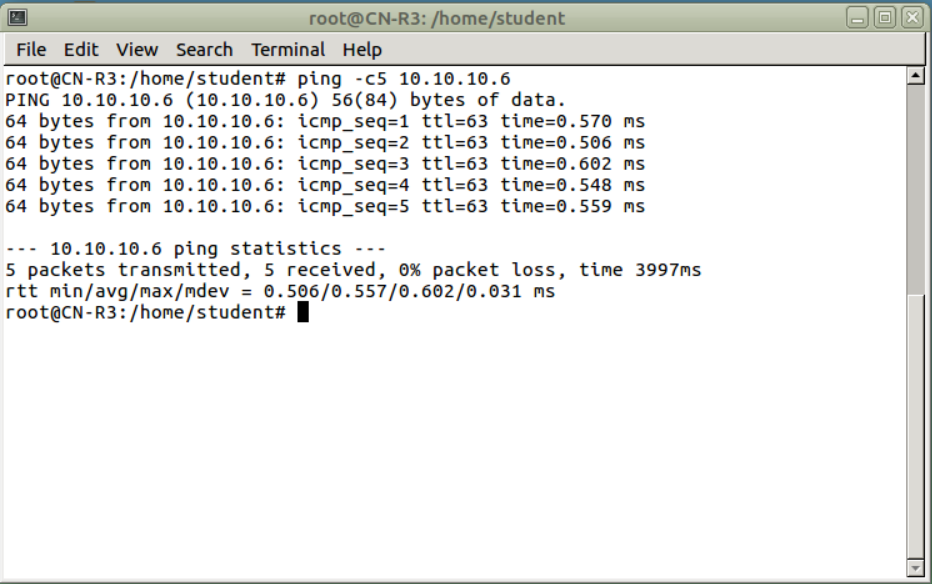 root@CN-R3: /home/student
File Edit View Search Terminal Help
root@CN-R3:/home/student# ping -c5 10.10.10.6
PING 10.10.10.6 (10.10.10.6) 56(84) bytes of data.
64 bytes from 10.10.10.6: icmp_seq=1 ttl=63 time=0.570 ms
64 bytes from 10.10.10.6: icmp_seq=2 ttl=63 time=0.506 ms
64 bytes from 10.10.10.6: icmp_seq=3 ttl=63 time=0.602 ms
64 bytes from 10.10.10.6: icmp_seq=4 ttl=63 time=0.548 ms
64 bytes from 10.10.10.6: icmp_seq=5 ttl=63 time=0.559 ms
--- 10.10.10.6 ping statistics ---
5 packets transmitted, 5 received, 0% packet loss, time 3997ms
rtt min/avg/max/mdev = 0.506/0.557/0.602/0.031 ms
root@CN-R3:/home/student#